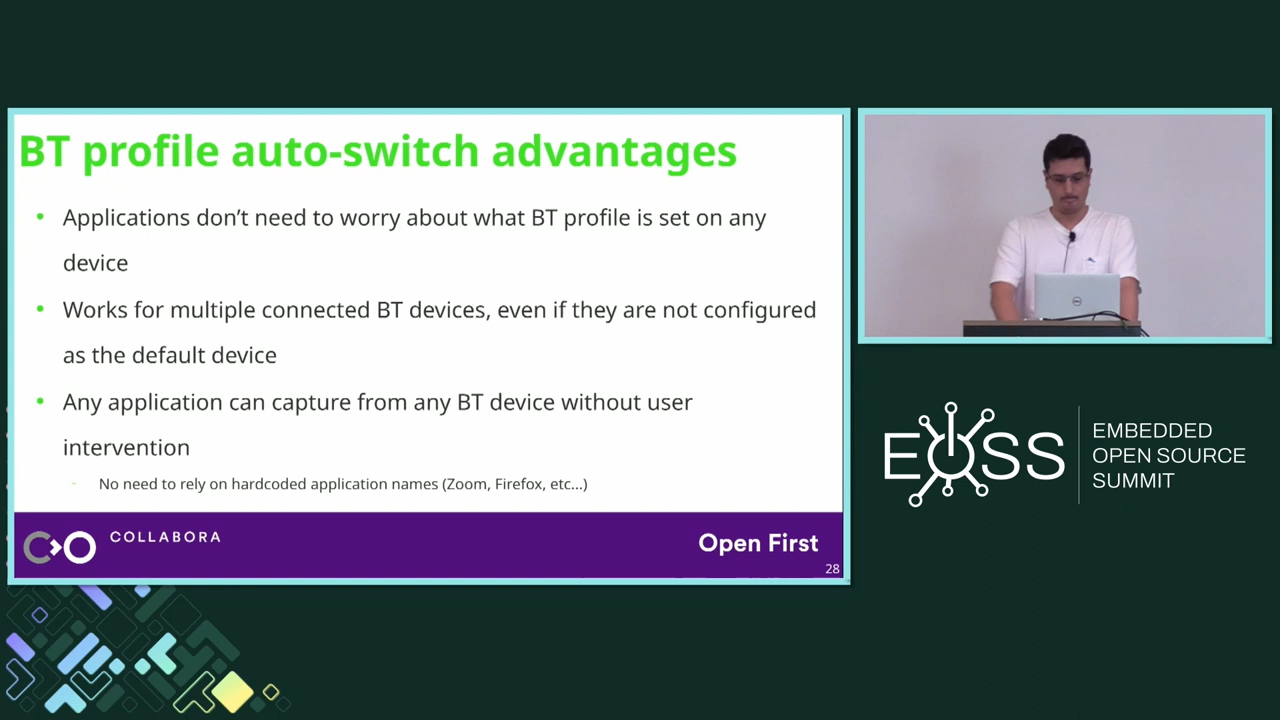 BT profile auto-switch advantages
• Applications don’t need to worry about what BT profile is set on any
device
• Works for multiple connected BT devices, even if they are not configured
as the default device
• Any application can capture from any BT device without user
intervention
- No need to rely on hardcoded application names (Zoom, Firefox, etc...)
COLLABORA
Open First
28
EOSS
EMBEDDED
OPEN SOURCE
SUMMIT
DELL